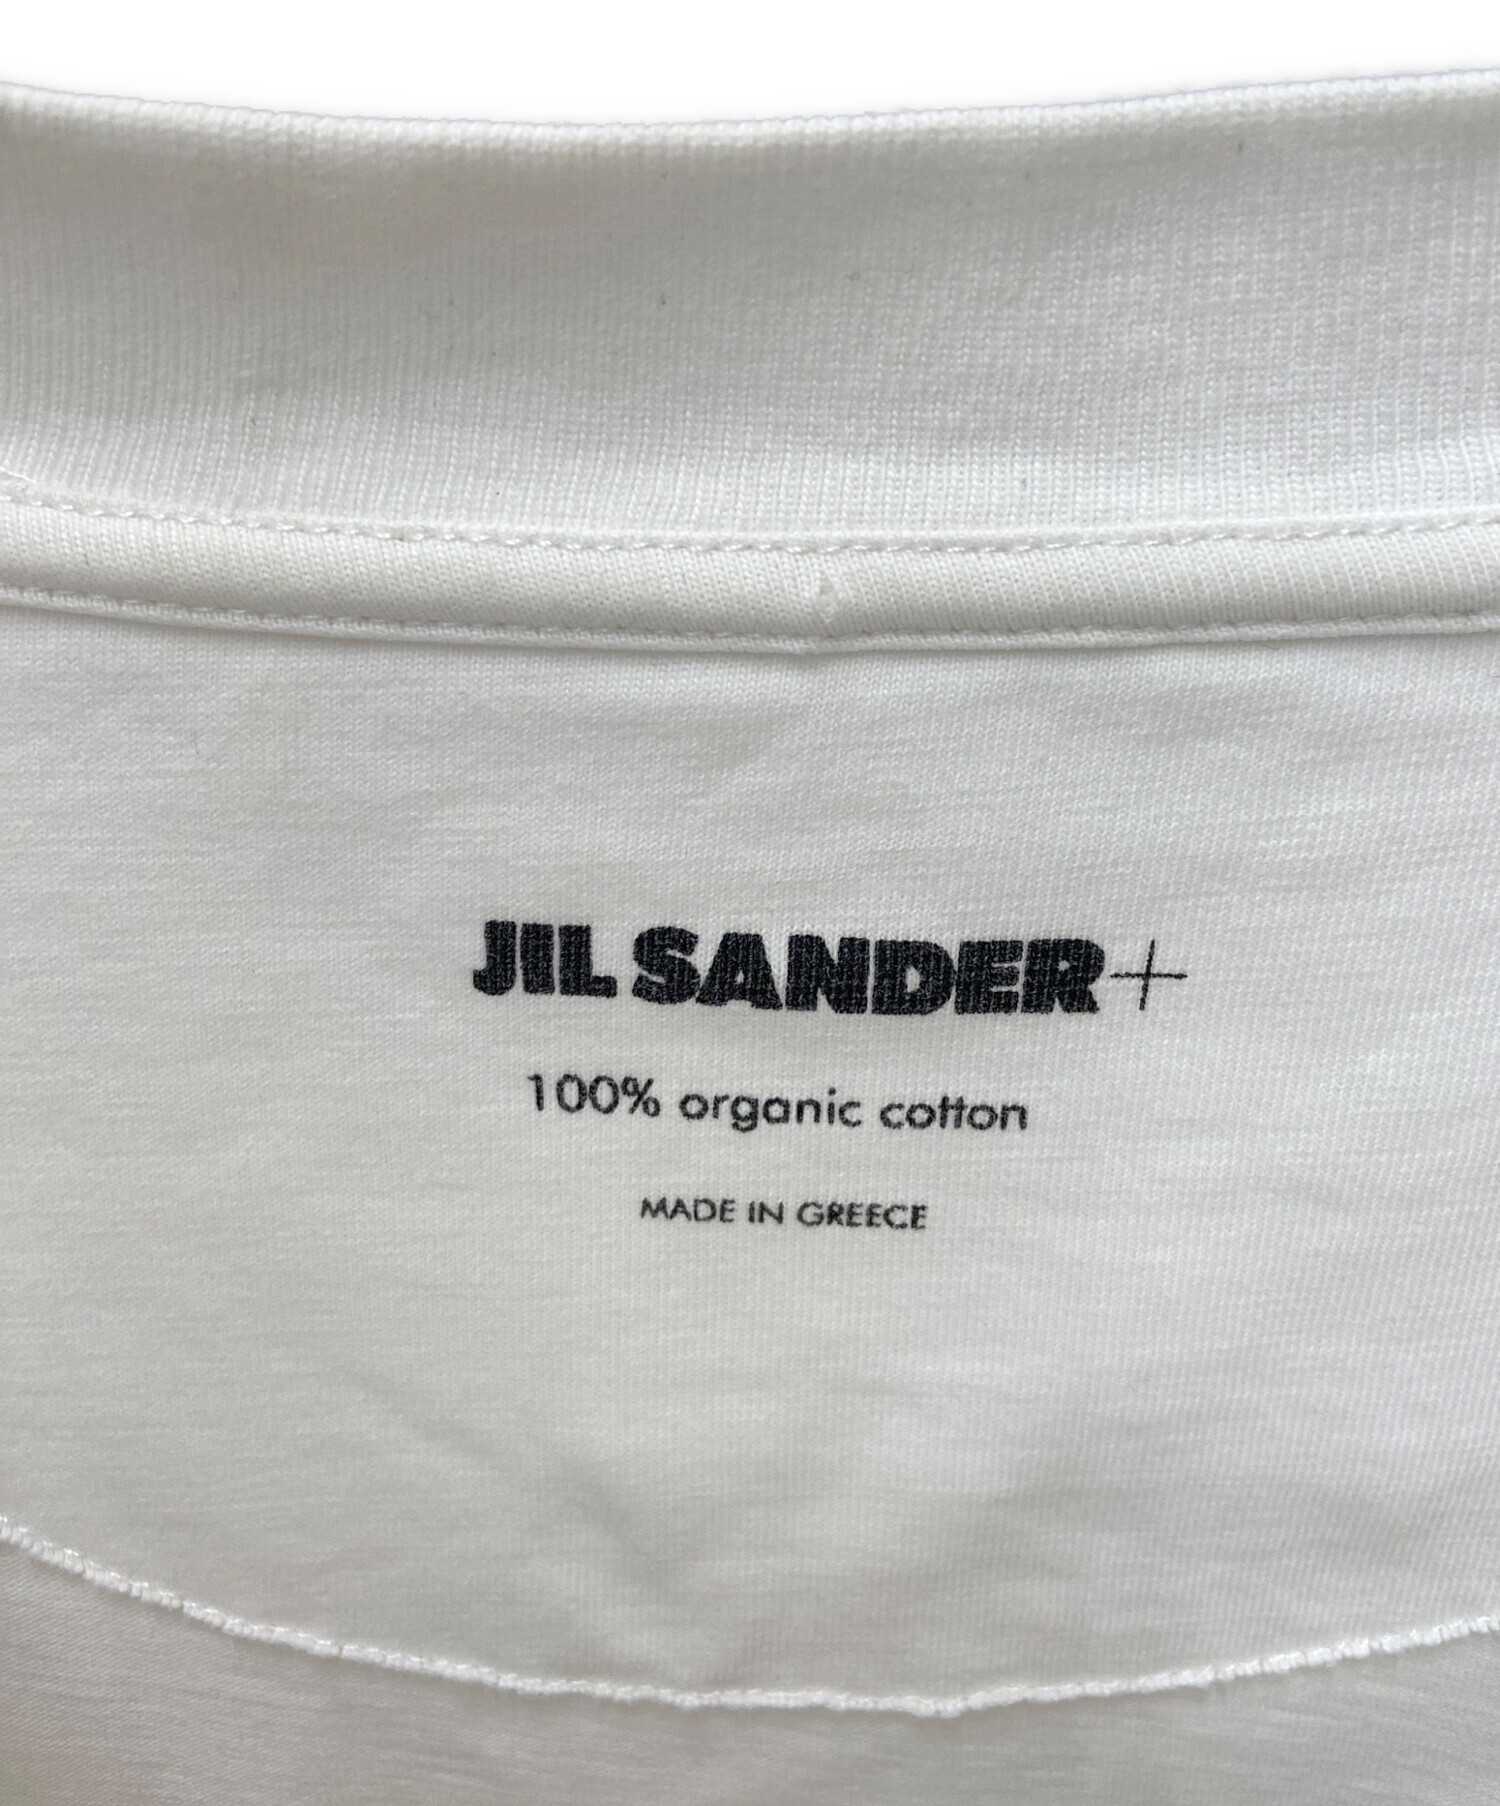 JIL SANDER+
100% organic cotton
MADE IN GREECE